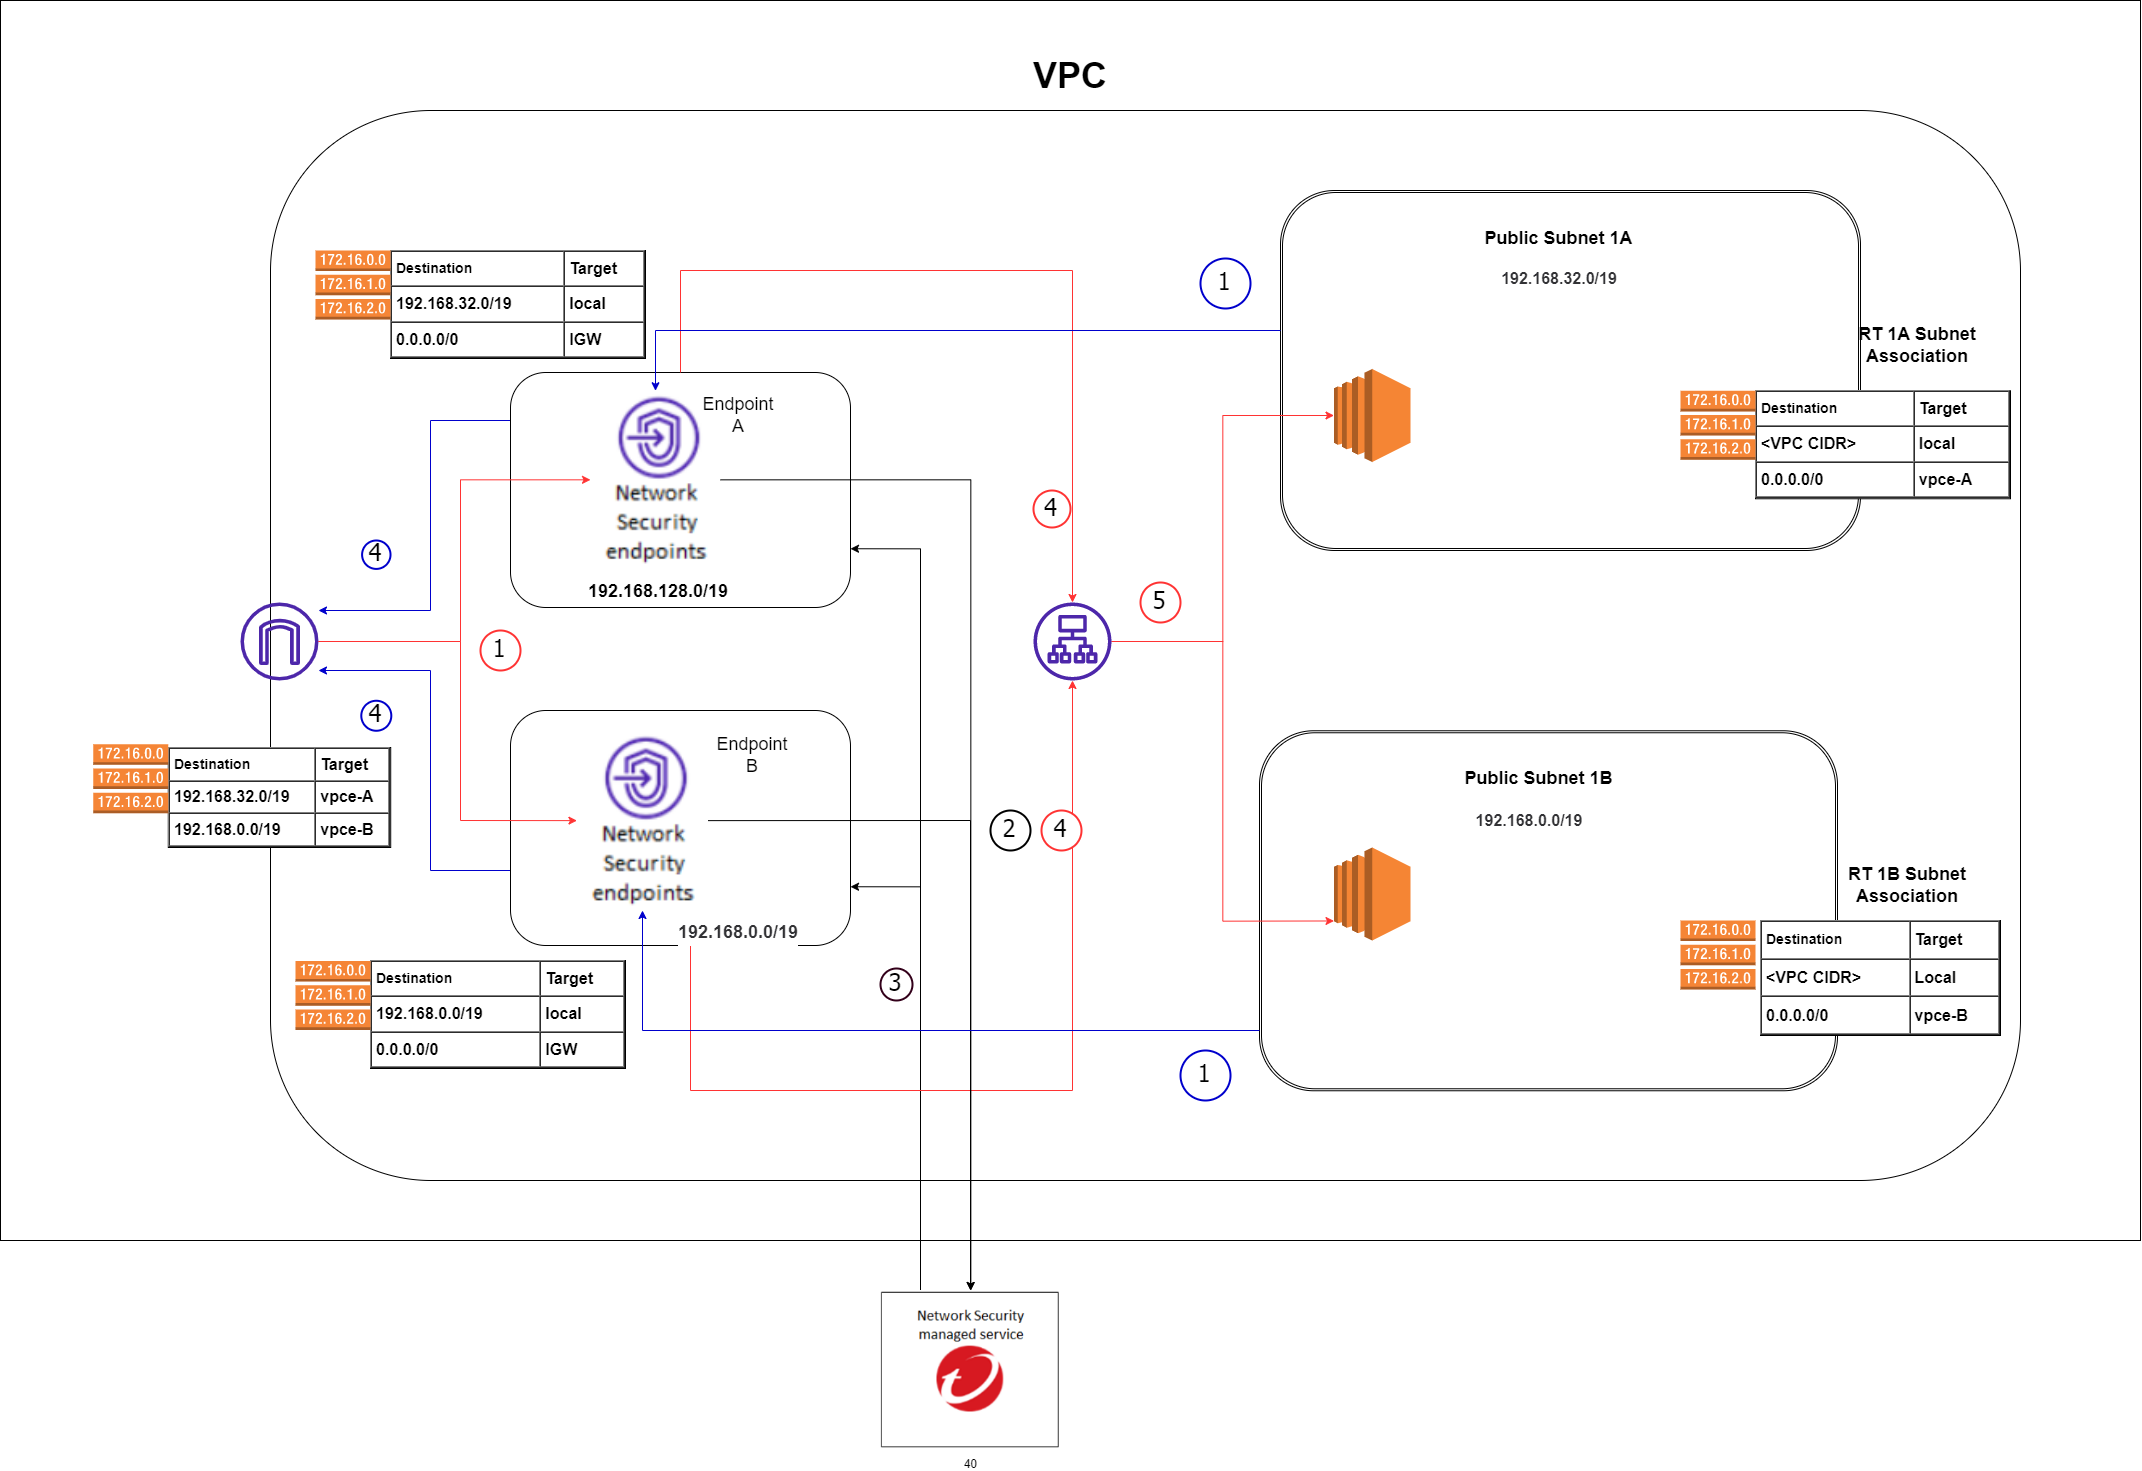 VPC
172.16.0.0
172.16.1.0
172.16.2.0
Destination Target
192.168.32.0/19 local
0.0.0.0/0 IGW
1
Public Subnet 1A
192.168.32.0/19
RT 1A Subnet
Association
172.16.0.0
172.16.1.0
172.16.2.0
Destination Target
<VPC CIDR> local
0.0.0.0/0 vpce-A
Endpoint
A
Network
Security
endpoints
192.168.128.0/19
4
4
5
1
4
172.16.0.0
172.16.1.0
172.16.2.0
Destination Target
192.168.32.0/19 vpce-A
192.168.0.0/19 vpce-B
Endpoint
B
Network
Security
endpoints
192.168.0.0/19
2
4
Public Subnet 1B
192.168.0.0/19
RT 1B Subnet
Association
172.16.0.0
172.16.1.0
172.16.2.0
Destination Target
<VPC CIDR> Local
0.0.0.0/0 vpce-B
172.16.0.0
172.16.1.0
172.16.2.0
Destination Target
192.168.0.0/19 local
0.0.0.0/0 IGW
3
1
Network Security
managed service
40